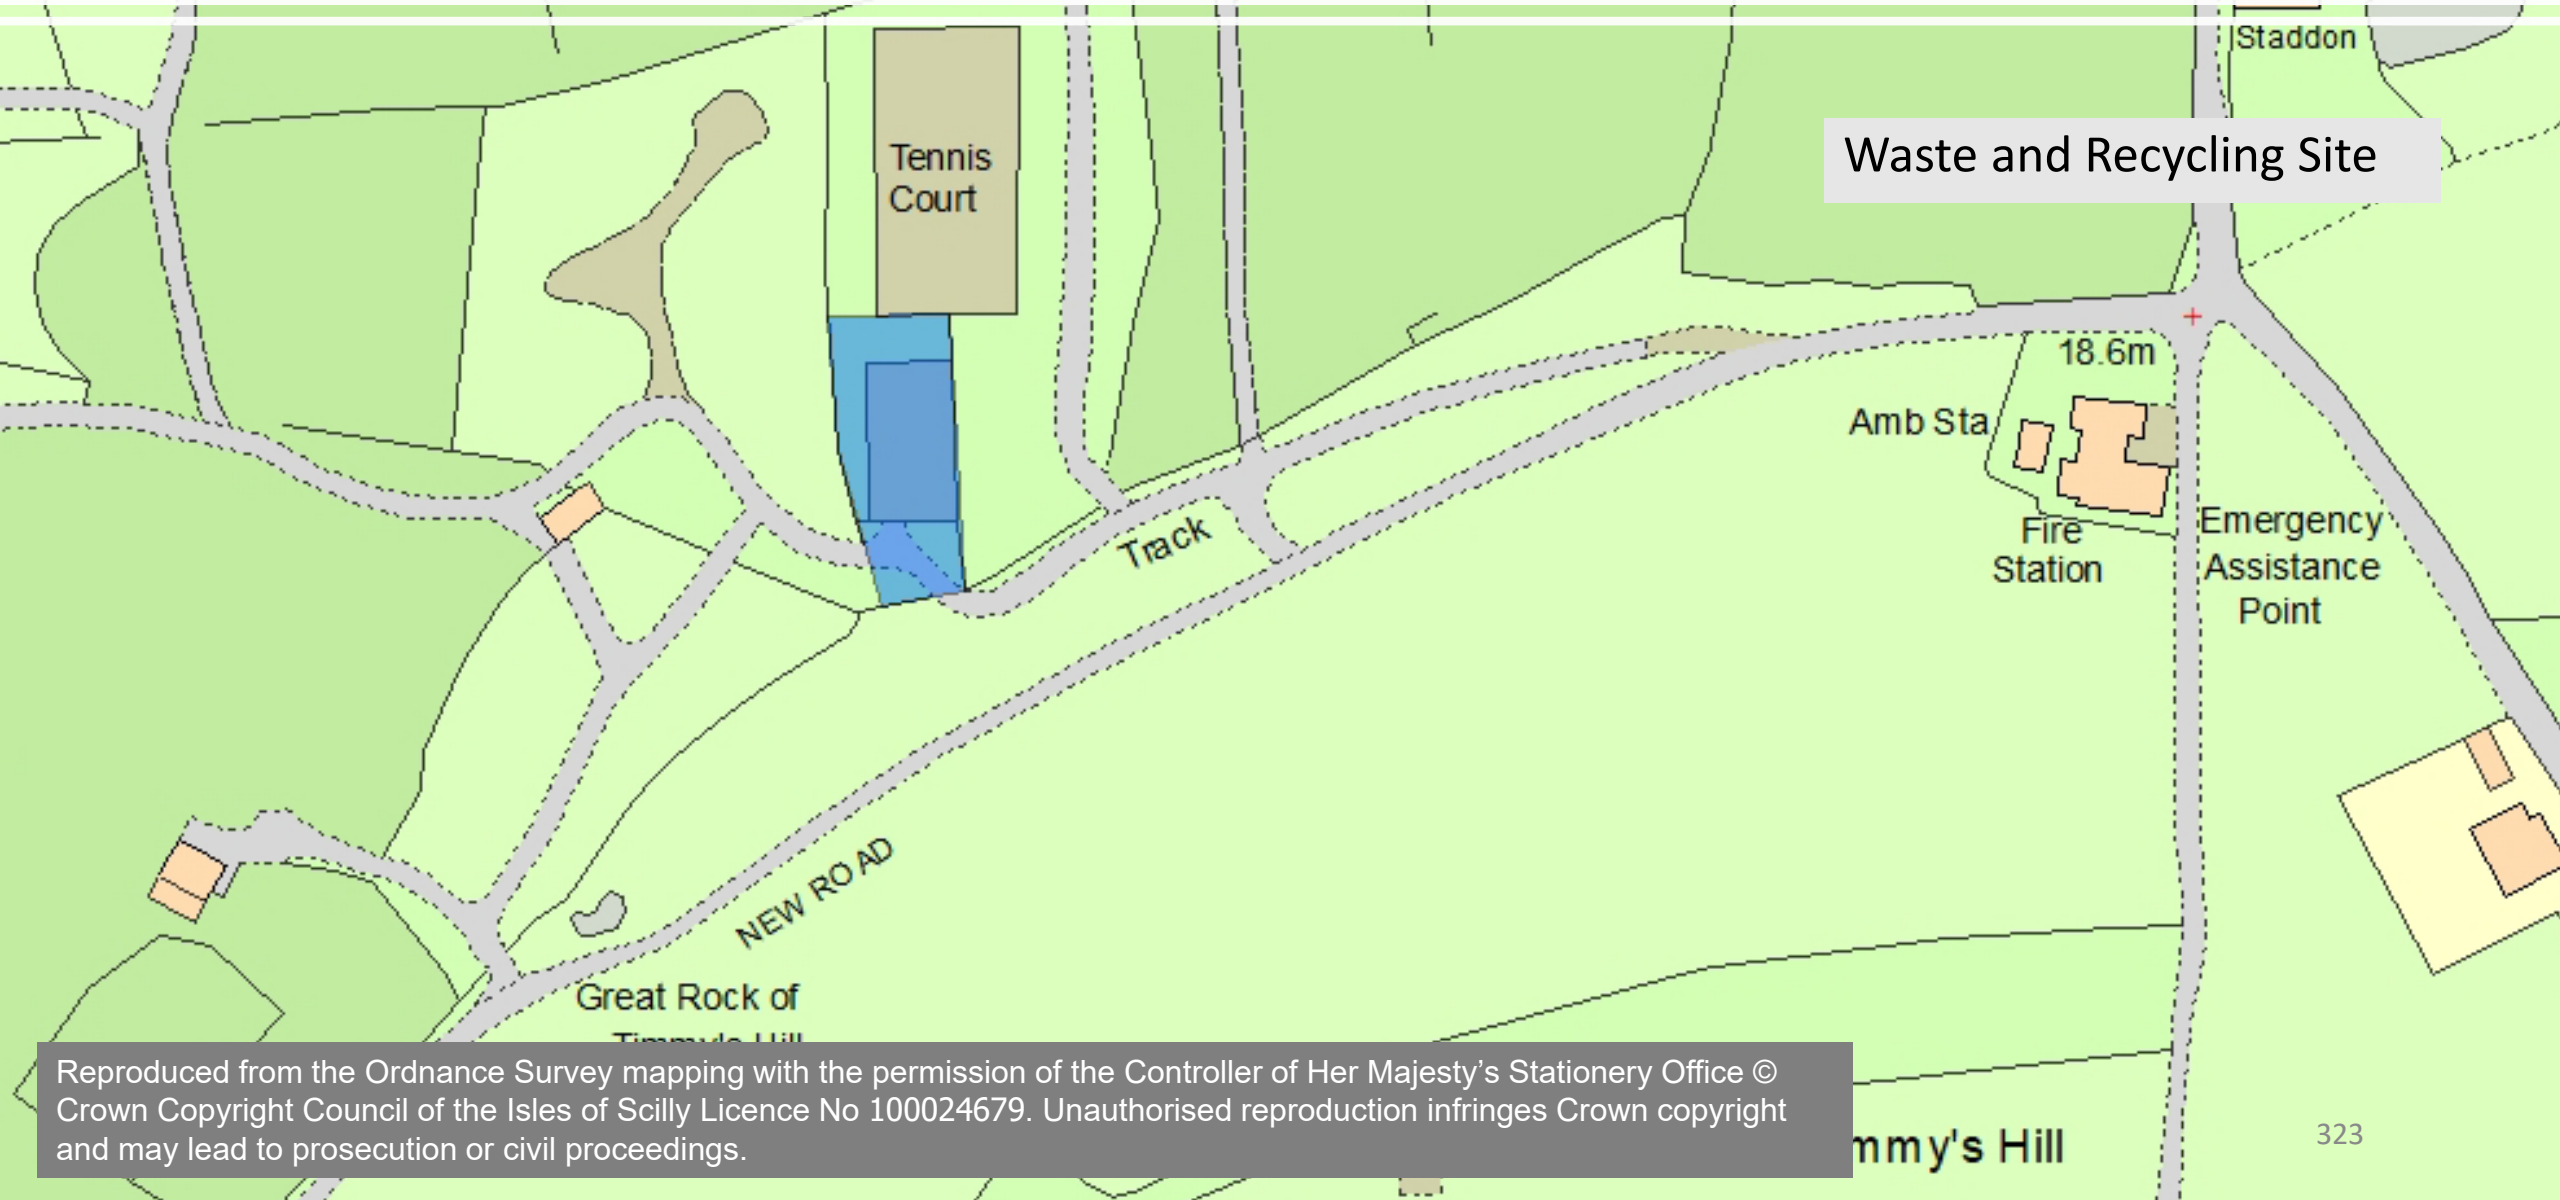 Staddon
Waste and Recycling Site
Tennis
Court
18.6m
Amb Sta
Fire
Station
Emergency
Assistance
Point
Track
NEW ROAD
Great Rock of
Timmy's Hill
Reproduced from the Ordnance Survey mapping with the permission of the Controller of Her Majesty’s Stationery Office ©
Crown Copyright Council of the Isles of Scilly Licence No 100024679. Unauthorised reproduction infringes Crown copyright
and may lead to prosecution or civil proceedings.
mmy's Hill
323